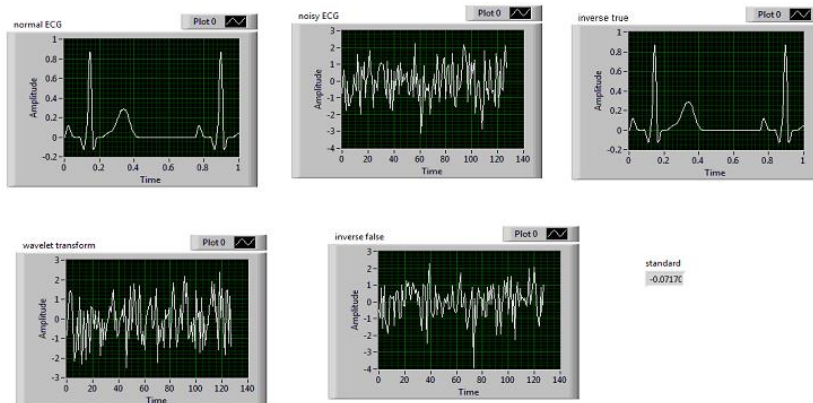 normal ECG
Plot 0
Amplitude
1
0.8
0.6
0.4
0.2
0
-0.2
0 0.2 0.4 0.6 0.8 1
Time
noisy ECG
Plot 0
Amplitude
3
2
1
0
-1
-2
-3
-4
0 20 40 60 80 100 120 140
Time
inverse true
Plot 0
Amplitude
1
0.8
0.6
0.4
0.2
0
-0.2
0 0.2 0.4 0.6 0.8 1
Time
wavelet transform
Plot 0
Amplitude
3
2
1
0
-1
-2
-3
0 20 40 60 80 100 120 140
Time
inverse false
Plot 0
Amplitude
3
2
1
0
-1
-2
-3
-4
0 20 40 60 80 100 120 140
Time
standard